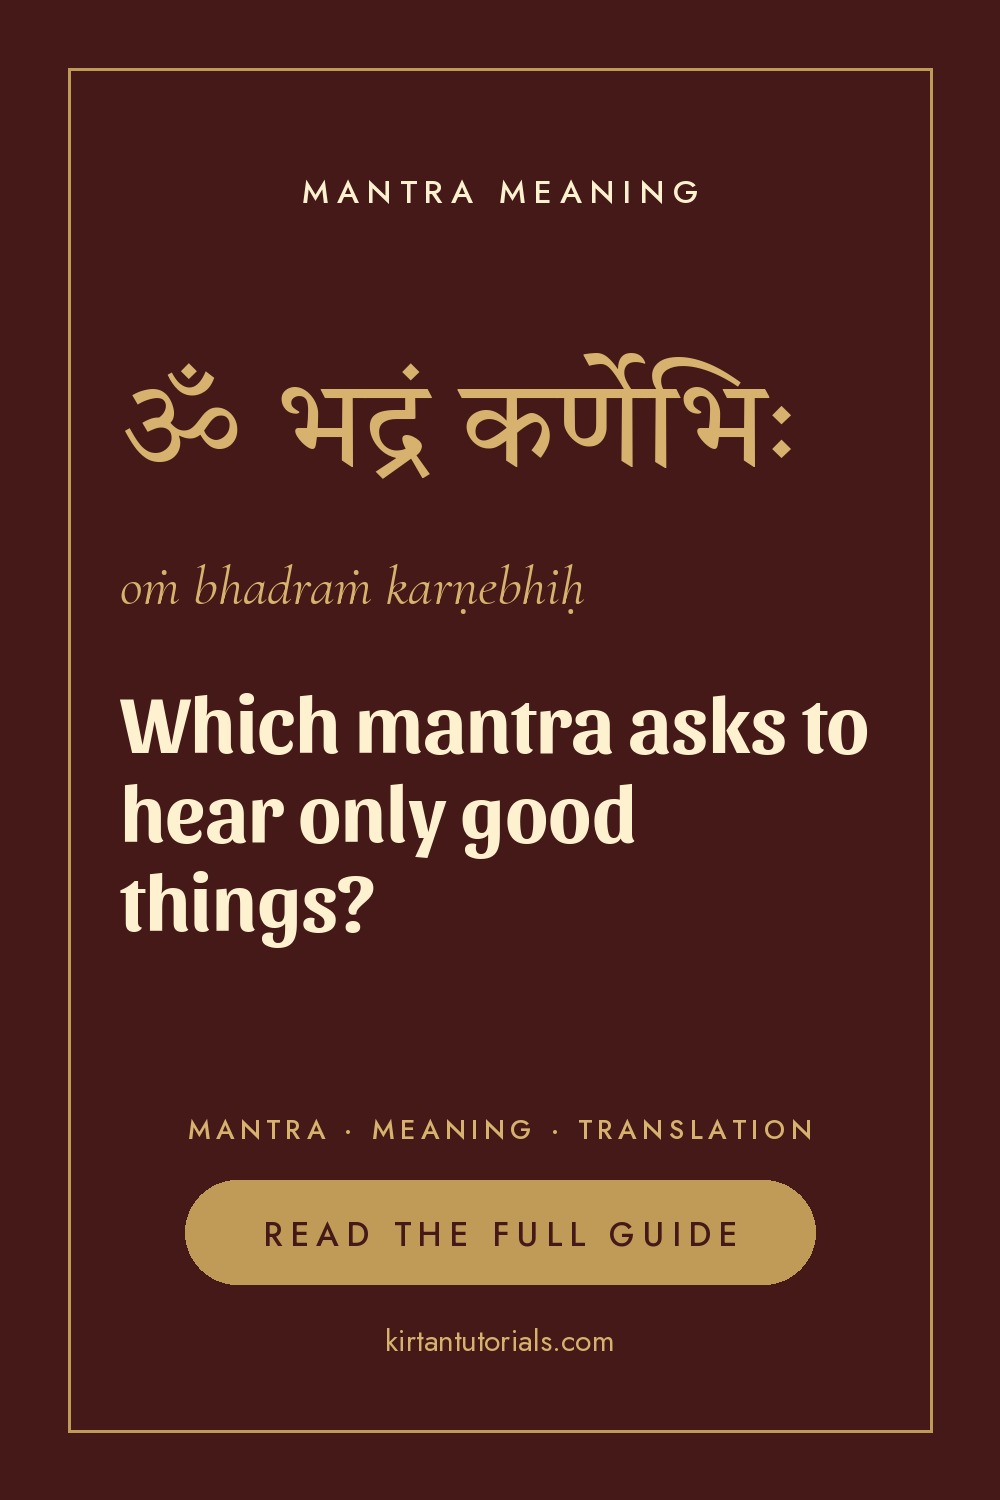 MANTRA MEANING
ॐ भद्रं कर्णेभिः
oṁ bhadraṁ karṇebhiḥ
Which mantra asks to
hear only good
things?
MANTRA · MEANING · TRANSLATION
READ THE FULL GUIDE
kirtantutorials.com